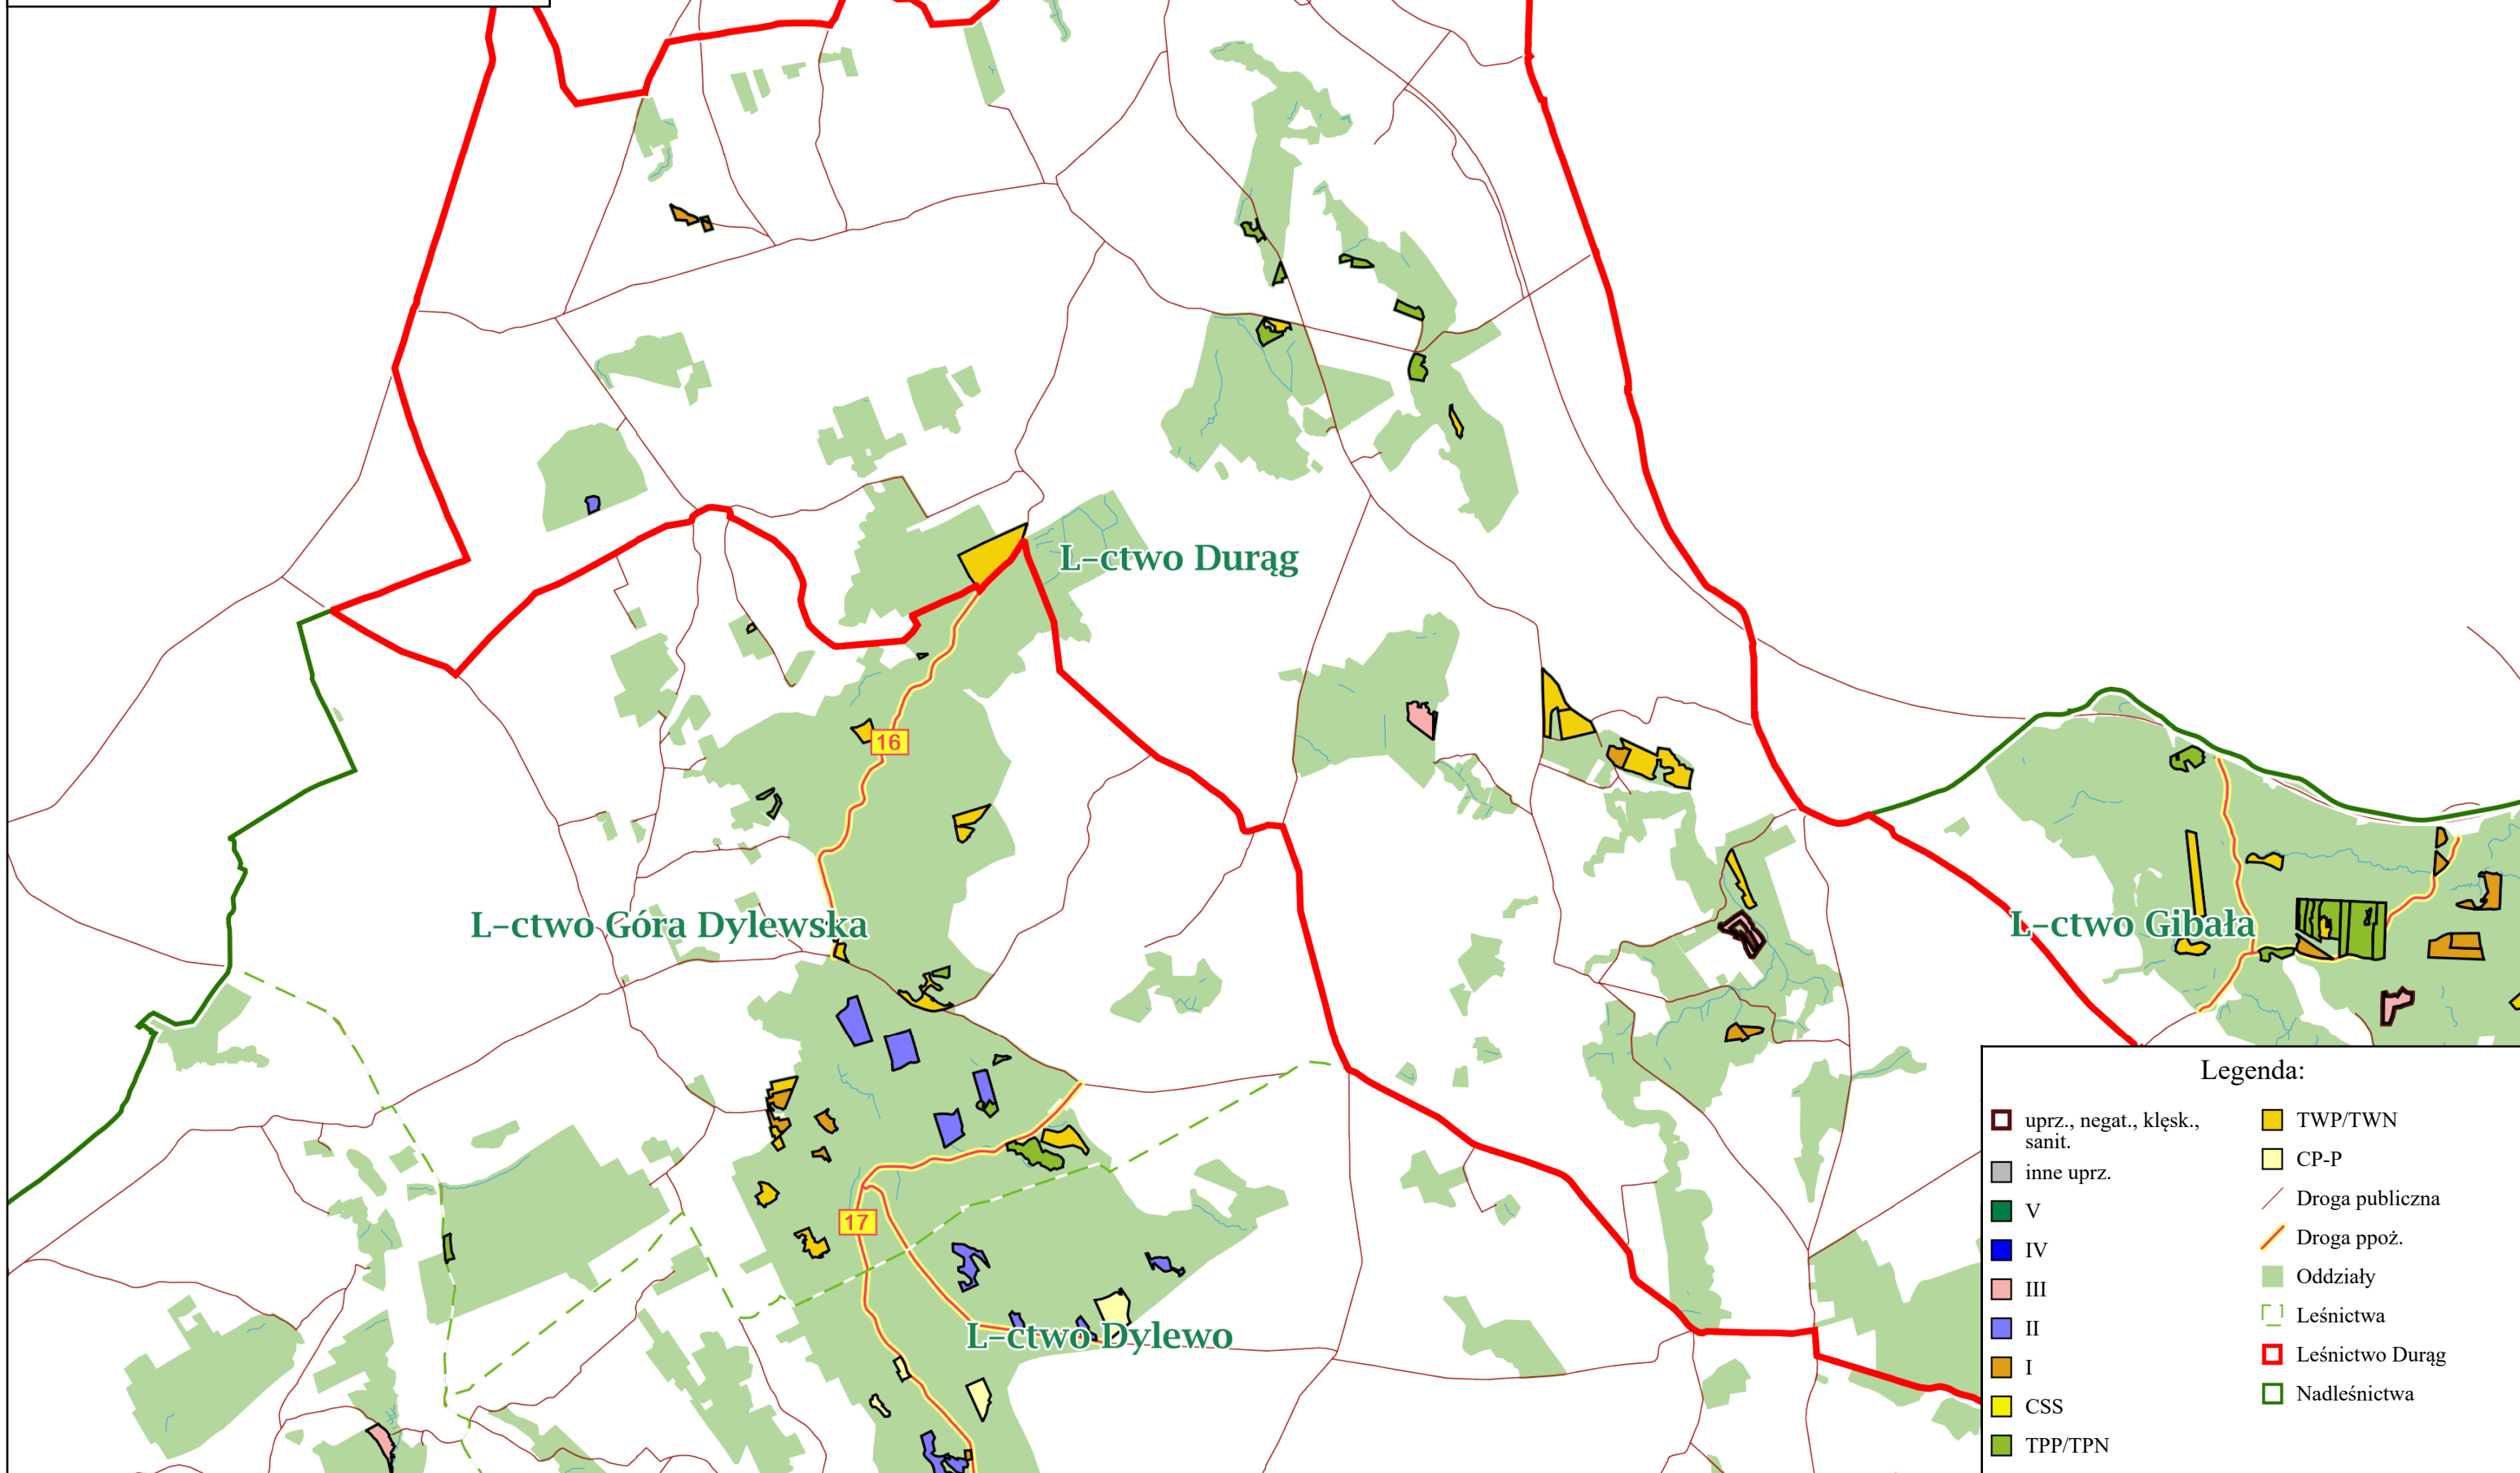 L-ctwo Durąg
16
L-ctwo Góra Dylewska
L-ctwo Gibała
17
L-ctwo Dylewo
Legenda:
uprz., negat., klęsk.,
sanit.
inne uprz.
V
IV
III
II
I
CSS
TPP/TPN
TWP/TWN
CP-P
Droga publiczna
Droga ppoż.
Oddziały
Leśnictwa
Leśnictwo Durąg
Nadleśnictwa